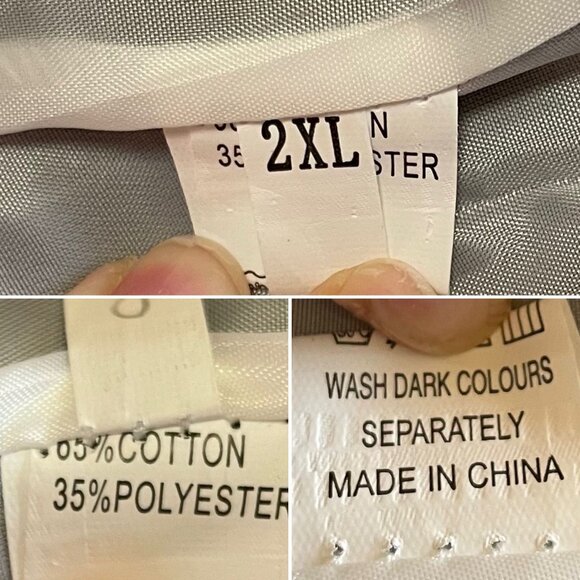 2XL
N
35
STER
65%COTTON
35%POLYESTER
WASH DARK COLOURS
SEPARATELY
MADE IN CHINA